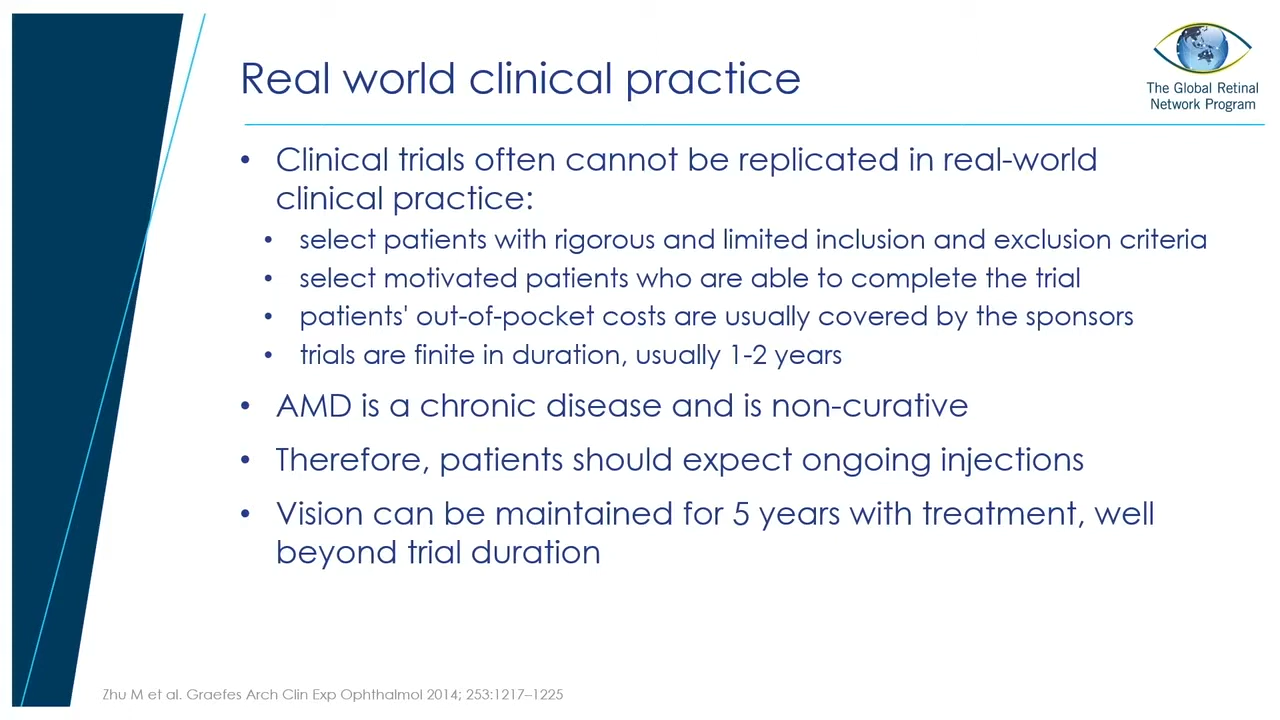 Real world clinical practice
The Global Retinal
Network Program
• Clinical trials often cannot be replicated in real-world
clinical practice:
• select patients with rigorous and limited inclusion and exclusion criteria
• select motivated patients who are able to complete the trial
• patients' out-of-pocket costs are usually covered by the sponsors
• trials are finite in duration, usually 1-2 years
• AMD is a chronic disease and is non-curative
• Therefore, patients should expect ongoing injections
• Vision can be maintained for 5 years with treatment, well
beyond trial duration
Zhu M et al. Graefes Arch Clin Exp Ophthalmol 2014; 253:1217–1225